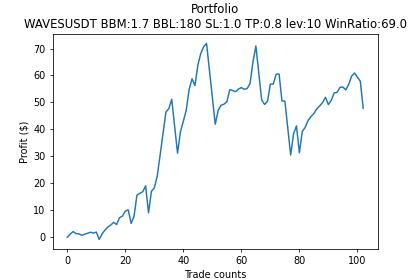 Portfolio
WAVESUSDT BBM:1.7 BBL:180 SL:1.0 TP:0.8 lev:10 WinRatio:69.0
70
60
50
40
30
20
10
0
Profit ($)
0 20 40 60 80 100
Trade counts